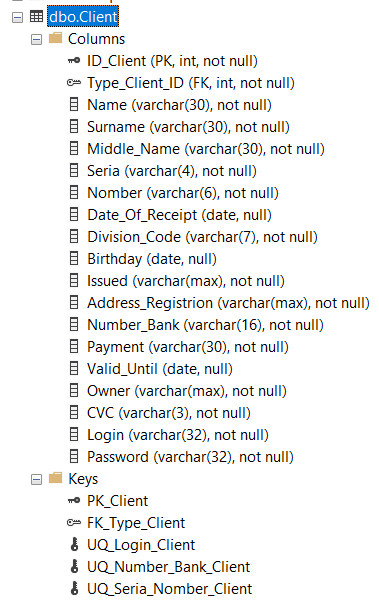 dbo.Client
Columns
ID_Client (PK, int, not null)
Type_Client_ID (FK, int, not null)
Name (varchar(30), not null)
Surname (varchar(30), not null)
Middle_Name (varchar(30), not null)
Seria (varchar(4), not null)
Nomber (varchar(6), not null)
Date_Of_Receipt (date, null)
Division_Code (varchar(7), not null)
Birthday (date, null)
Issued (varchar(max), not null)
Address_Registrion (varchar(max), not null)
Number_Bank (varchar(16), not null)
Payment (varchar(30), not null)
Valid_Until (date, null)
Owner (varchar(max), not null)
CVC (varchar(3), not null)
Login (varchar(32), not null)
Password (varchar(32), not null)
Keys
PK_Client
FK_Type_Client
UQ_Login_Client
UQ_Number_Bank_Client
UQ_Seria_Nomber_Client